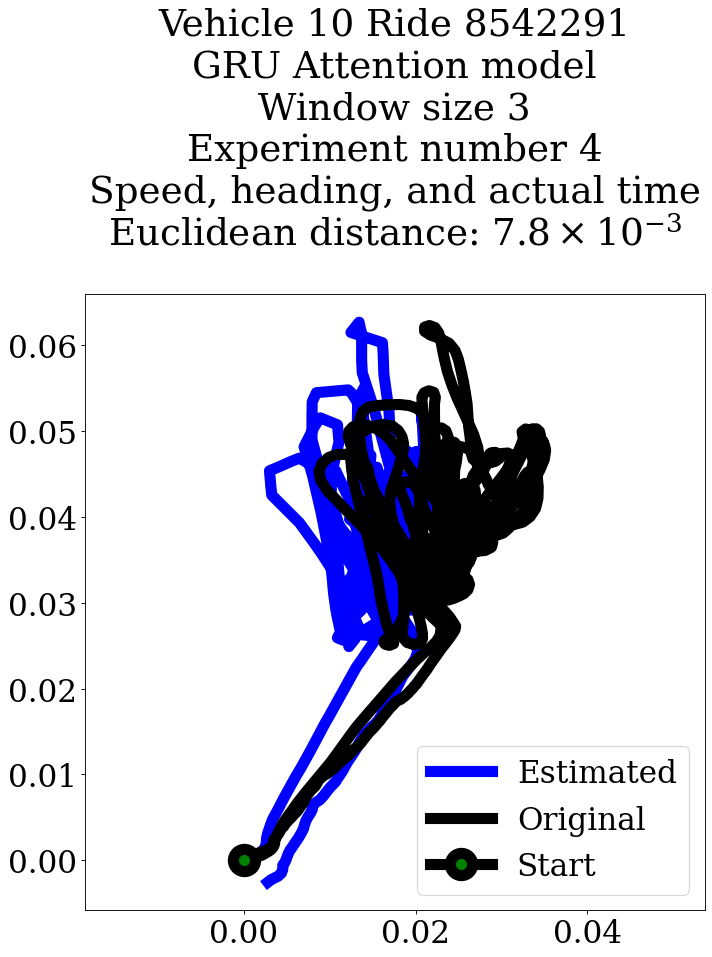 Vehicle 10 Ride 8542291
GRU Attention model
Window size 3
Experiment number 4
Speed, heading, and actual time
Euclidean distance: 7.8 × 10⁻³
0.06
0.05
0.04
0.03
0.02
0.01
0.00
Estimated
Original
Start
0.00 0.02 0.04